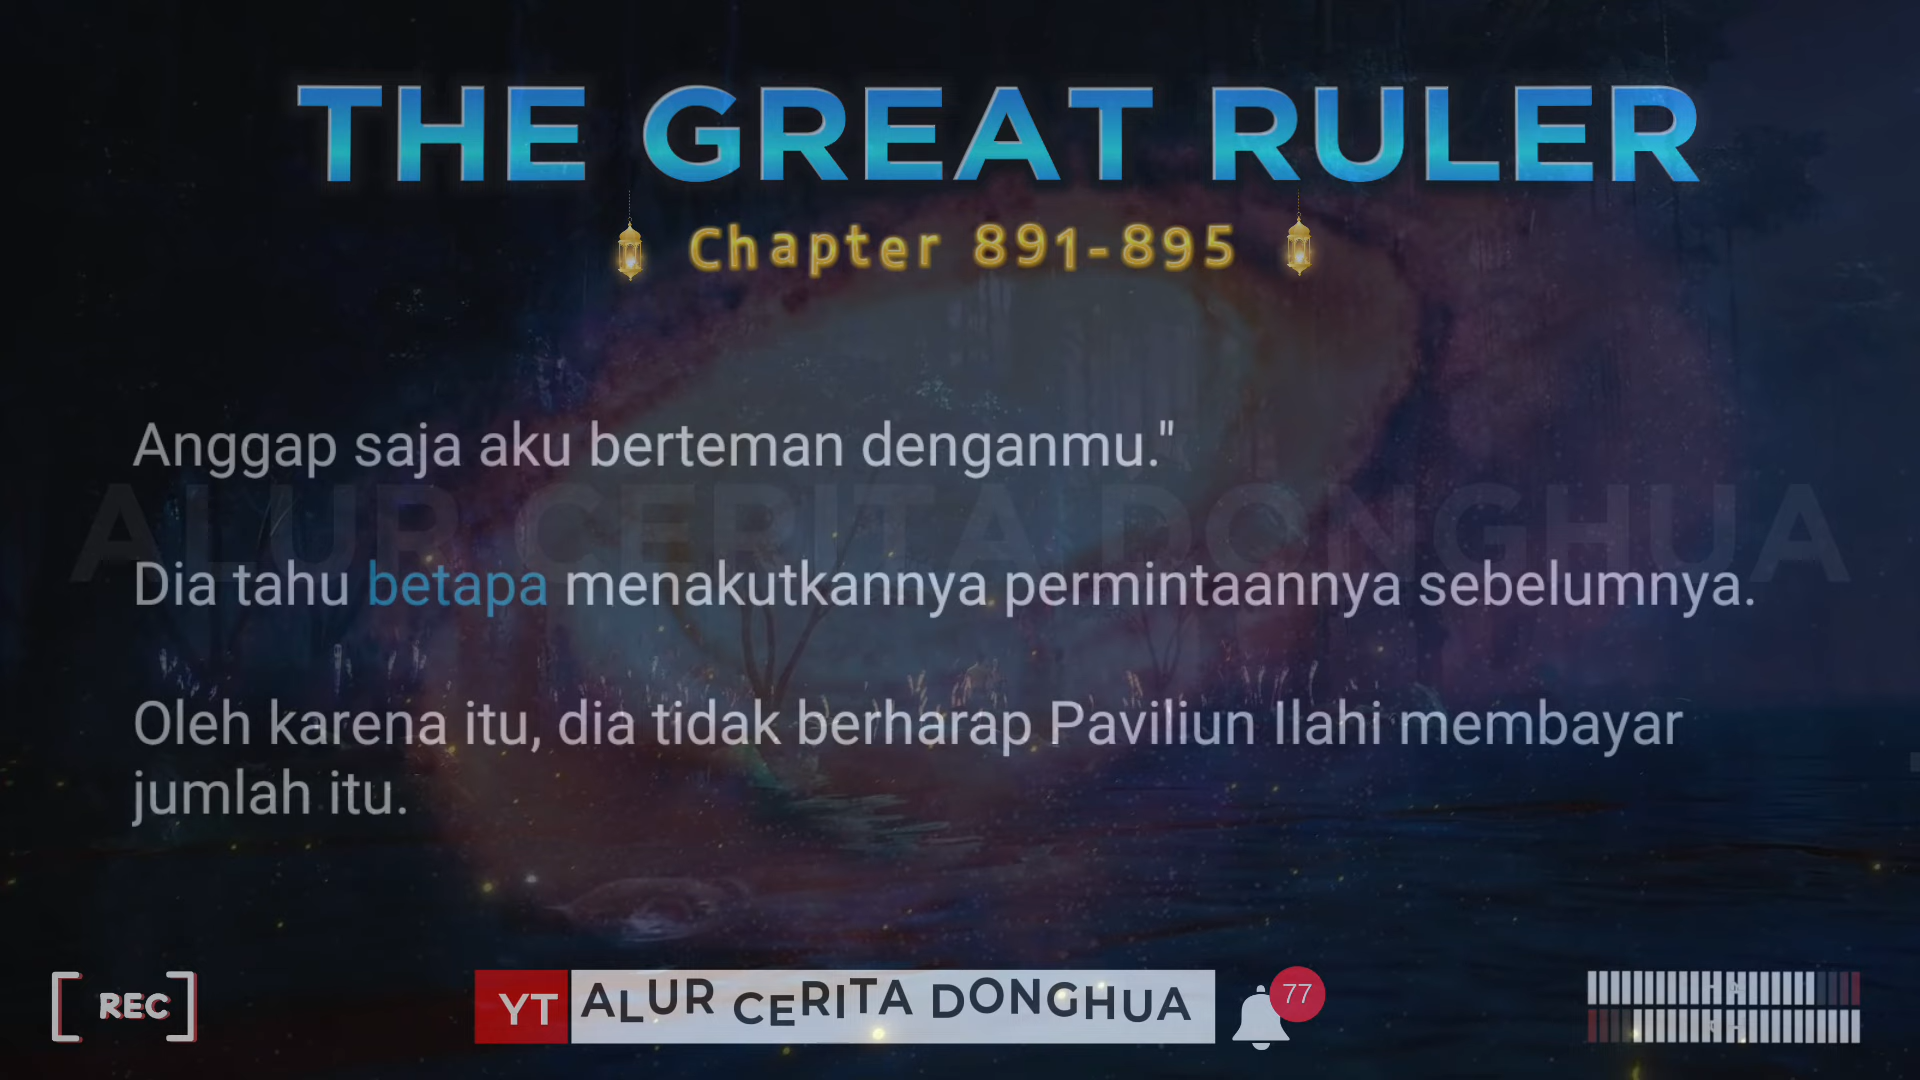 THE GREAT RULER
Chapter 891-895
Anggap saja aku berteman denganmu."
ALUR CERITA DONGHUA
Dia tahu betapa menakutkannya permintaannya sebelumnya.
Oleh karena itu, dia tidak berharap Paviliun Ilahi membayar
jumlah itu.
REC
YT ALUR CERITA DONGHUA
77